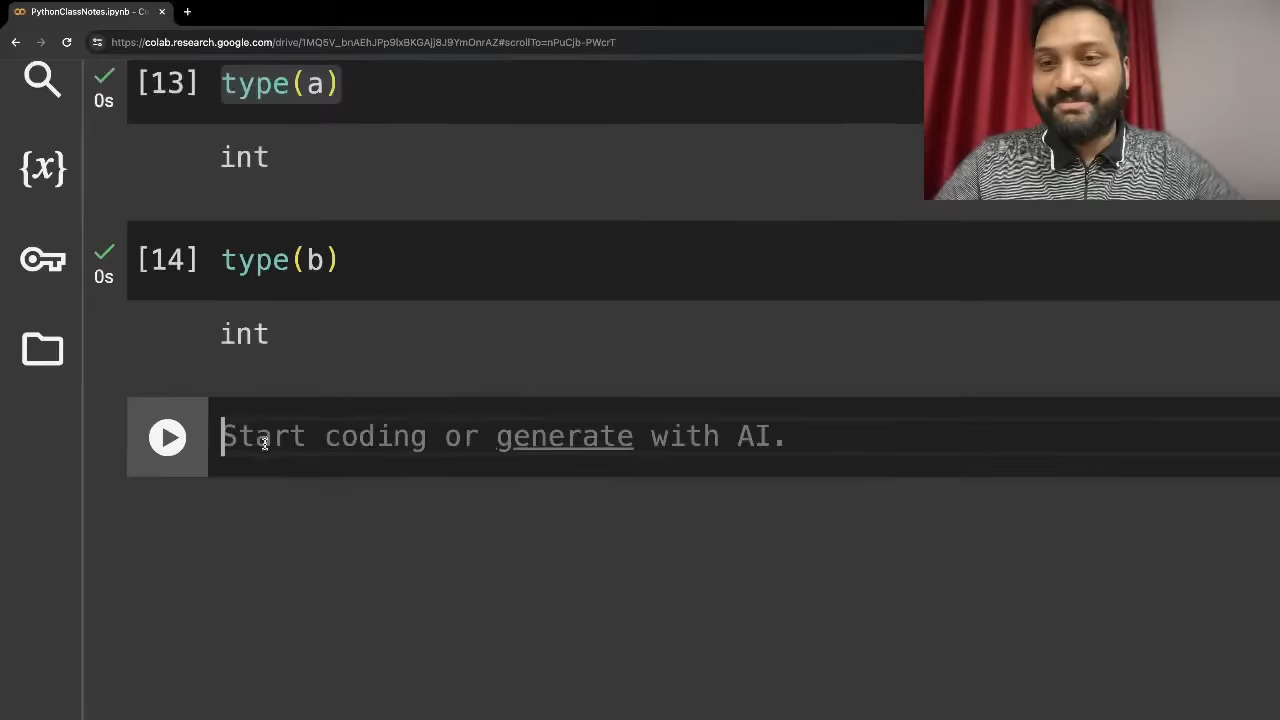 PythonClassNotes.ipynb - Co
https://colab.research.google.com/drive/1MQ5V_bnAEhJPp9lxBKGAjj8J9YmOnrAZ#scrollTo=nPuCjb-PWcrT
[13] type(a)
0s
int
{x}
[14] type(b)
0s
int
Start coding or generate with AI.